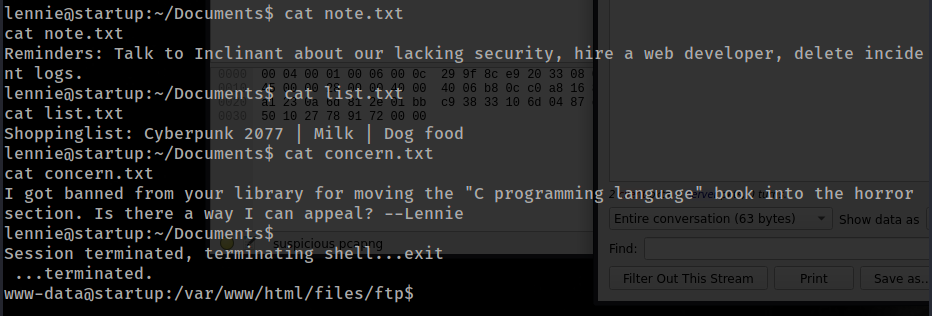 lennie@startup:~/Documents$ cat note.txt
cat note.txt
Reminders: Talk to Inclinant about our lacking security, hire a web developer, delete incide
nt logs.
lennie@startup:~/Documents$ cat list.txt
cat list.txt
Shoppinglist: Cyberpunk 2077 | Milk | Dog food
lennie@startup:~/Documents$ cat concern.txt
cat concern.txt
I got banned from your library for moving the "C programming language" book into the horror
section. Is there a way I can appeal? --Lennie
lennie@startup:~/Documents$
Session terminated, terminating shell...exit
 ...terminated.
www-data@startup:/var/www/html/files/ftp$
0000 00 04 00 01 00 06 00 0c 29 9f 8c e9 20 33 08
00 40 00 40 06 b8 0c c0 a8 16
a1 23 0a 6d 81 2e 01 bb c9 38 33 10 6d 04 87
0030 50 10 27 78 91 72 00 00
suspicious.pcapng
Entire conversation (63 bytes)
Show data as
Find:
Filter Out This Stream
Print
Save as…